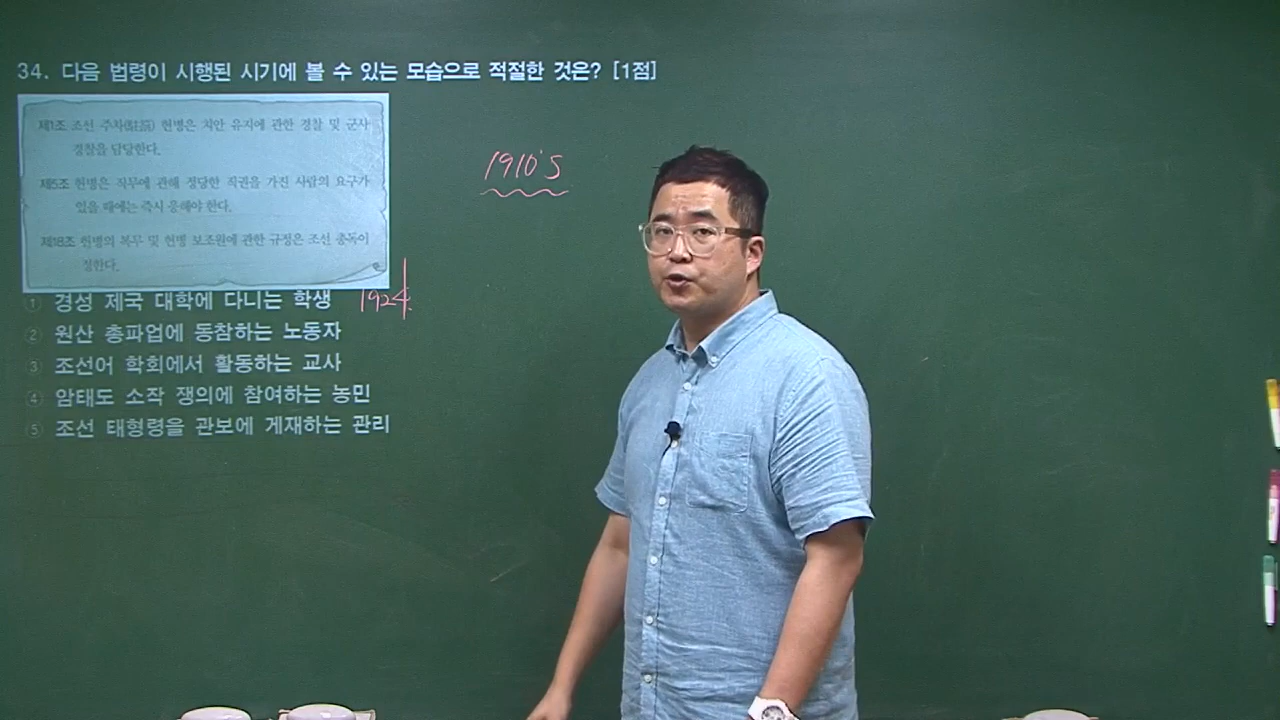 34. 다음 법령이 시행된 시기에 볼 수 있는 모습으로 적절한 것은? [1점]
제1조 조선 주차(駐箚) 헌병은 치안 유지에 관한 경찰 및 군사
경찰을 담당한다.
제5조 헌병은 직무에 관해 정당한 직권을 가진 사람의 요구가
있을 때에는 즉시 응해야 한다.
제18조 헌병의 복무 및 헌병 보조원에 관한 규정은 조선 총독이
정한다.
1910's
① 경성 제국 대학에 다니는 학생 1924.
② 원산 총파업에 동참하는 노동자
③ 조선어 학회에서 활동하는 교사
④ 암태도 소작 쟁의에 참여하는 농민
⑤ 조선 태형령을 관보에 게재하는 관리